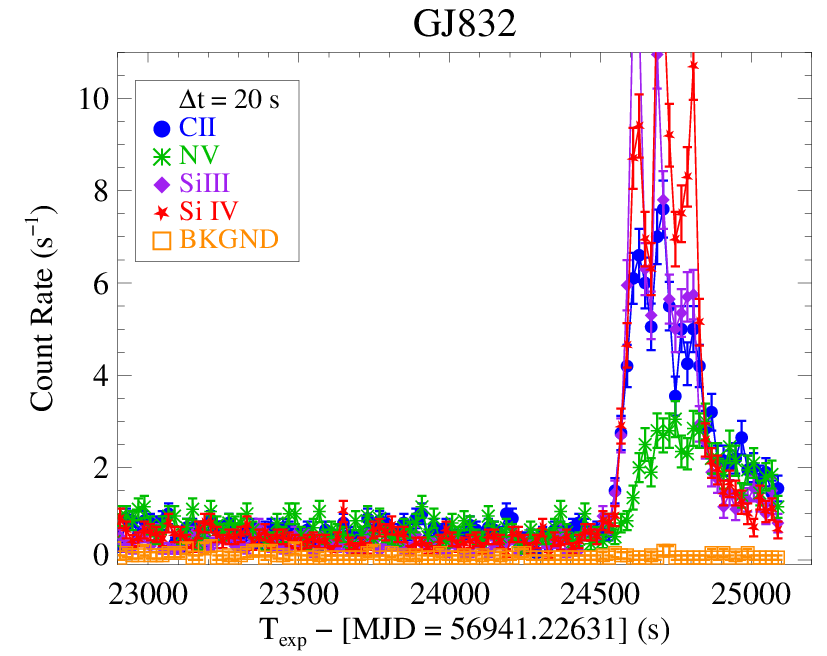 GJ832
Δt = 20 s
CII
NV
SiIII
Si IV
BKGND
Count Rate (s⁻¹)
10
8
6
4
2
0
23000 23500 24000 24500 25000
Texp − [MJD = 56941.22631] (s)